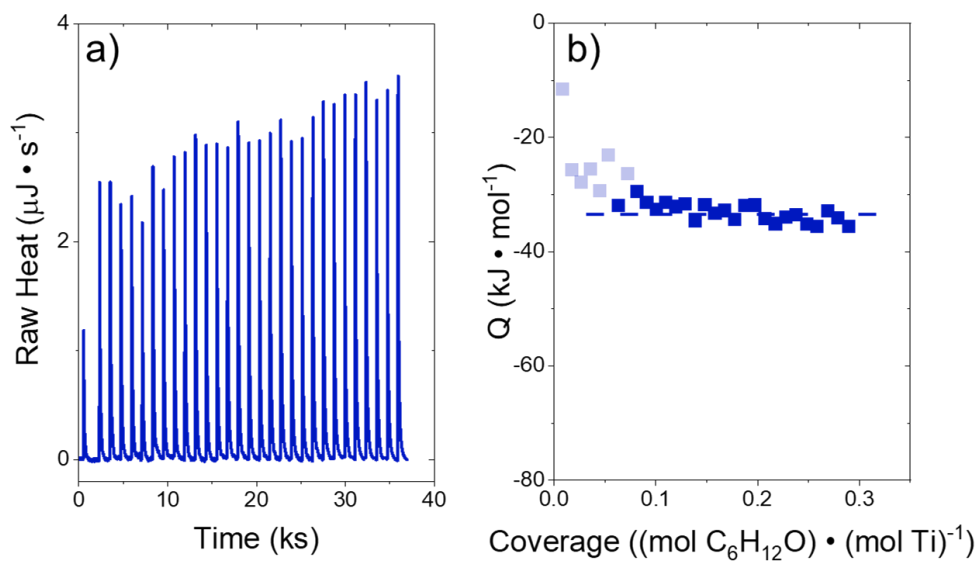 a)
Raw Heat (μJ • s⁻¹)
4
2
0
0
10
20
30
40
Time (ks)
b)
Q (kJ • mol⁻¹)
0
-20
-40
-60
-80
0.0
0.1
0.2
0.3
Coverage ((mol C₆H₁₂O) • (mol Ti)⁻¹)